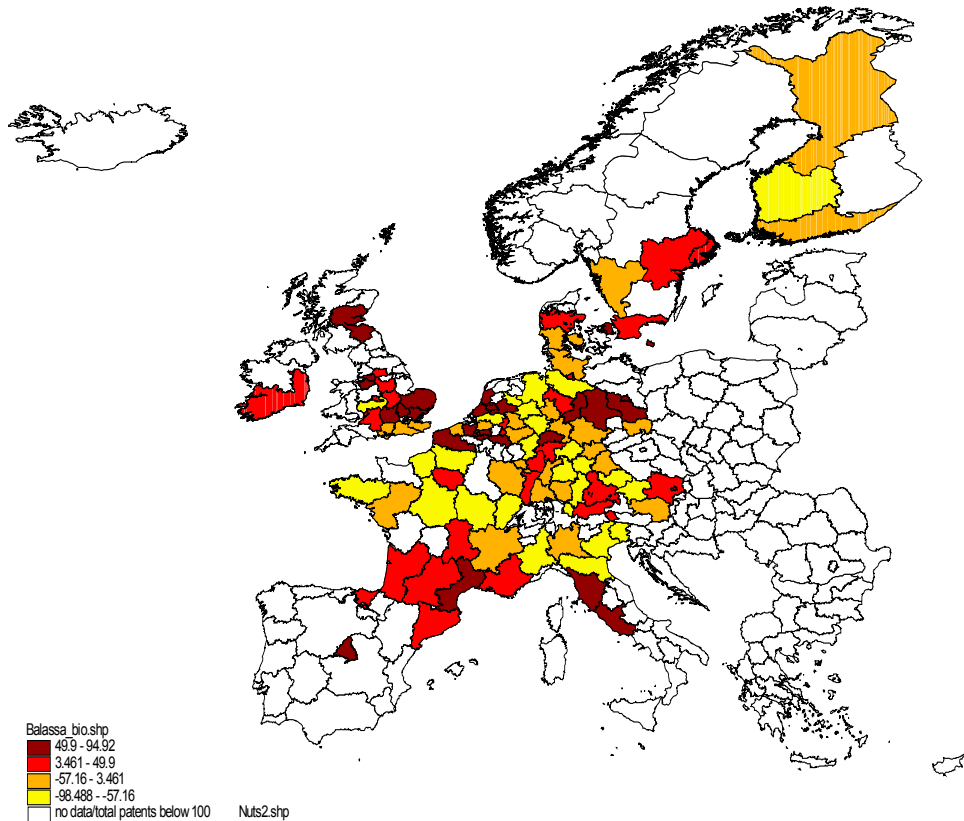 Balassa_bio.shp
49.9 - 94.92
3.461 - 49.9
-57.16 - 3.461
-98.488 - -57.16
no data/total patents below 100 Nuts2.shp